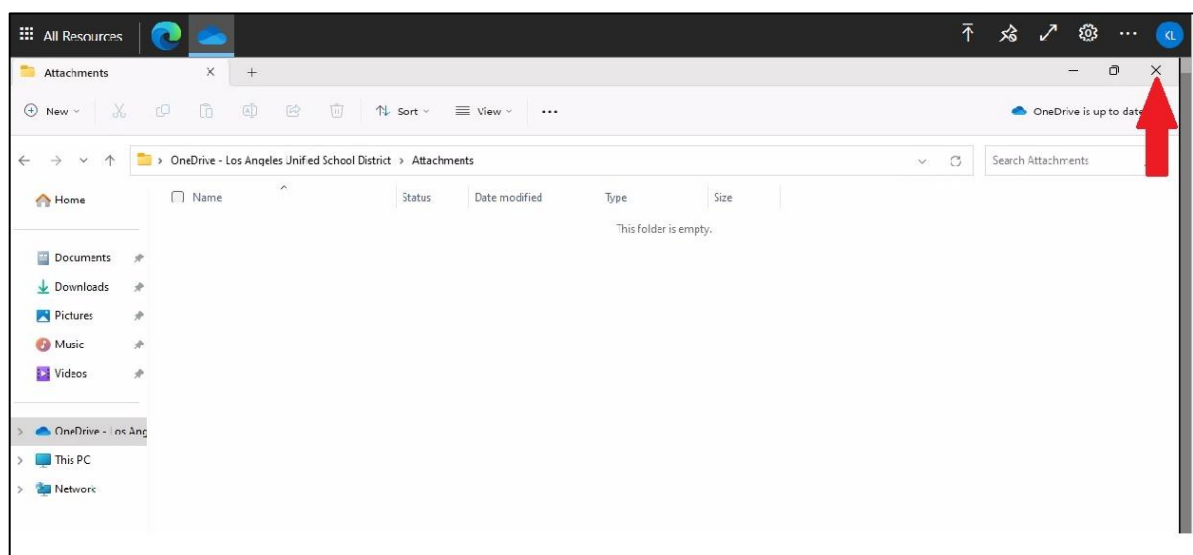 All Resources
KL
Attachments
New
Sort
View
OneDrive is up to date
OneDrive - Los Angeles Unified School District > Attachments
Search Attachments
Home
Name Status Date modified Type Size
This folder is empty.
Documents
Downloads
Pictures
Music
Videos
OneDrive - Los Ang
This PC
Network